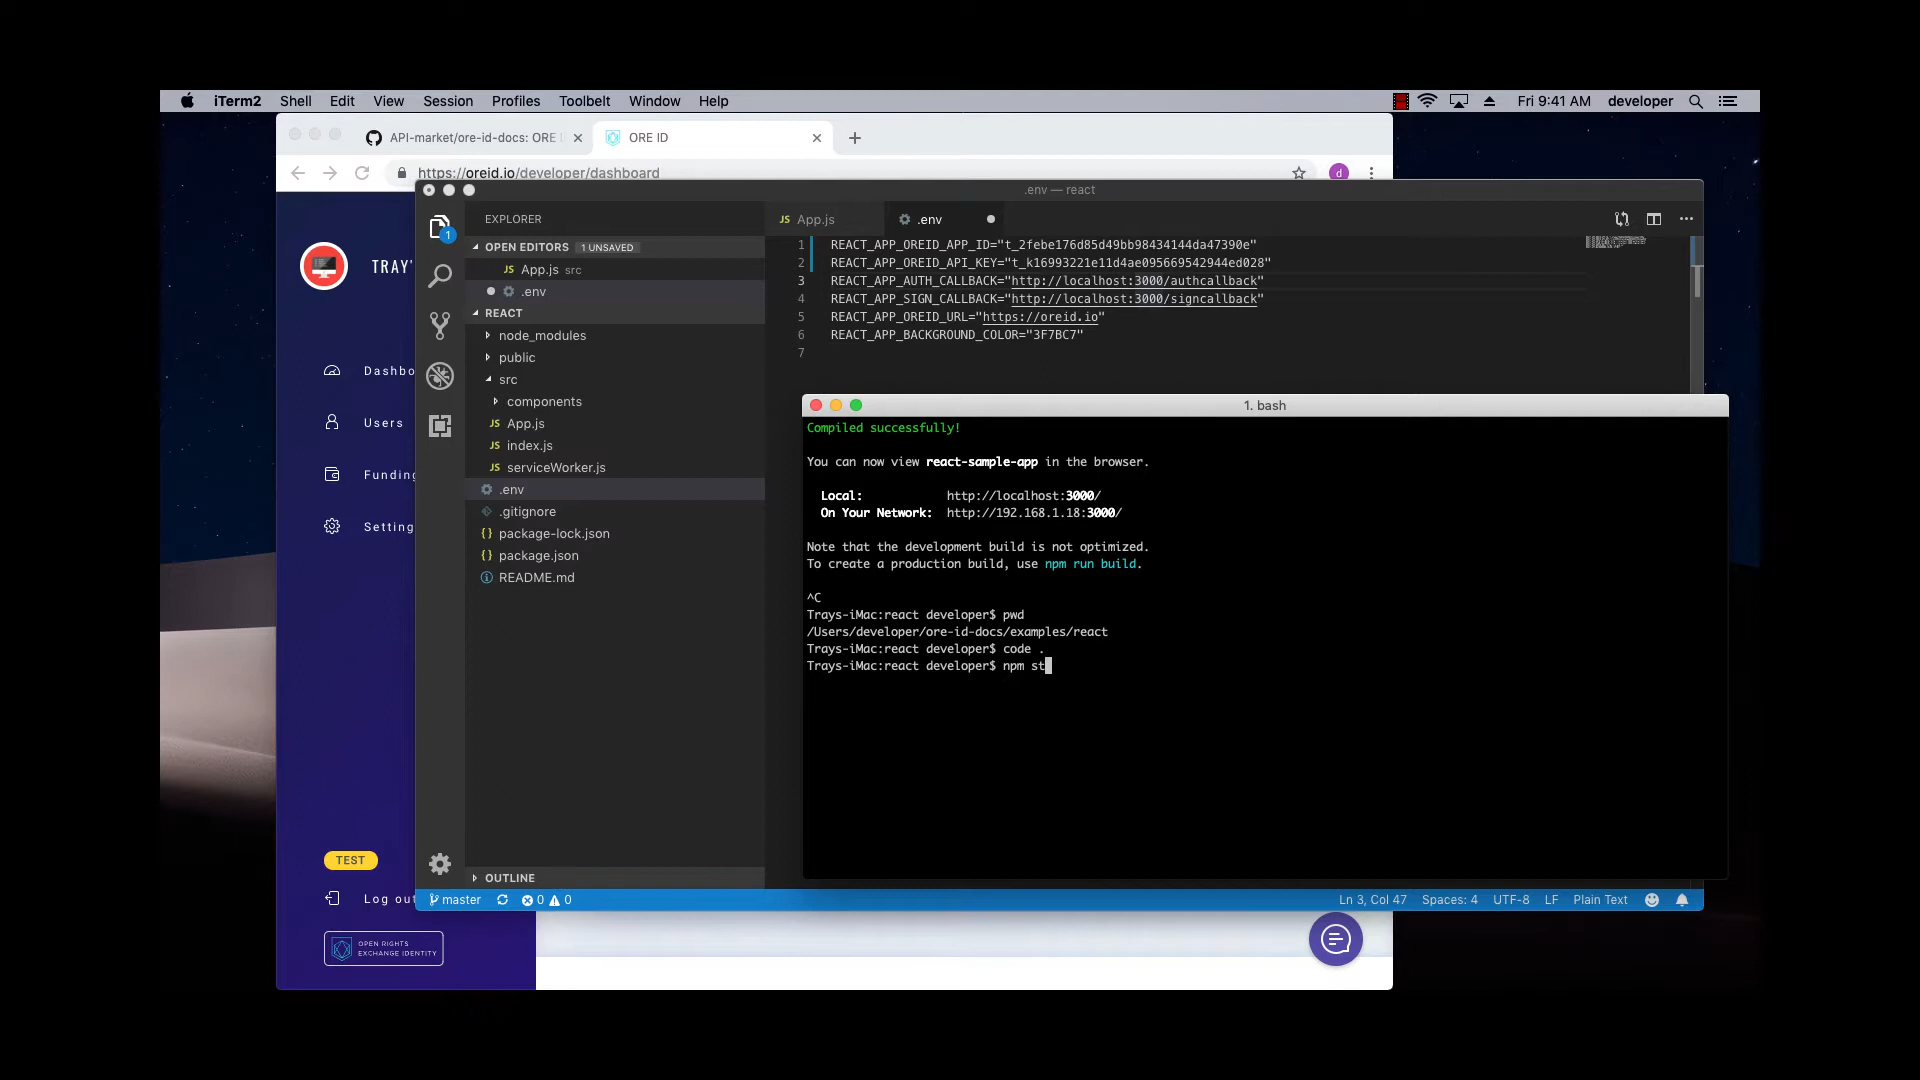 iTerm2 Shell Edit View Session Profiles Toolbelt Window Help Fri 9:41 AM developer
API-market/ore-id-docs: ORE
ORE ID
https://oreid.io/developer/dashboard
d
TRAY'
Dashbo
Users
Funding
Setting
TEST
Log out
OPEN RIGHTS
EXCHANGE IDENTITY
.env — react
EXPLORER
1
OPEN EDITORS 1 UNSAVED
JS App.js src
.env
REACT
node_modules
public
src
components
JS App.js
JS index.js
JS serviceWorker.js
.env
.gitignore
{} package-lock.json
{} package.json
README.md
OUTLINE
JS App.js
.env
1 REACT_APP_OREID_APP_ID="t_2febe176d85d49bb98434144da47390e"
2 REACT_APP_OREID_API_KEY="t_k16993221e11d4ae095669542944ed028"
3 REACT_APP_AUTH_CALLBACK="http://localhost:3000/authcallback"
4 REACT_APP_SIGN_CALLBACK="http://localhost:3000/signcallback"
5 REACT_APP_OREID_URL="https://oreid.io"
6 REACT_APP_BACKGROUND_COLOR="3F7BC7"
7
1. bash
Compiled successfully!
You can now view react-sample-app in the browser.
Local: http://localhost:3000/
On Your Network: http://192.168.1.18:3000/
Note that the development build is not optimized.
To create a production build, use npm run build.
^C
Trays-iMac:react developer$ pwd
/Users/developer/ore-id-docs/examples/react
Trays-iMac:react developer$ code .
Trays-iMac:react developer$ npm st
master 0 0 Ln 3, Col 47 Spaces: 4 UTF-8 LF Plain Text